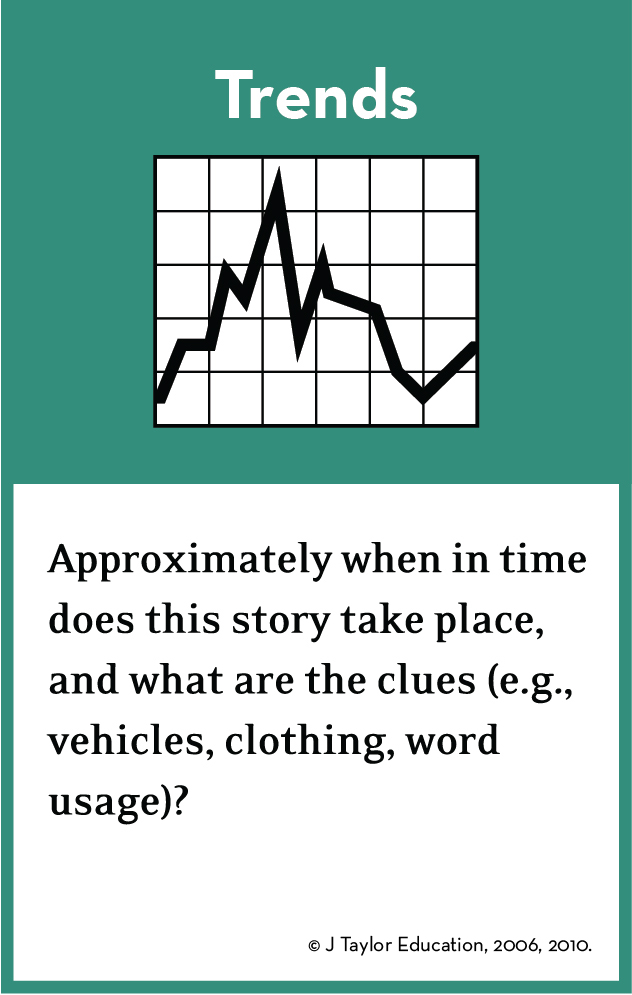 Trends
Approximately when in time
does this story take place,
and what are the clues (e.g.,
vehicles, clothing, word
usage)?
© J Taylor Education, 2006, 2010.